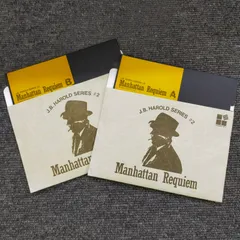 Manhattan Requiem B
J.B. HAROLD SERIES #2
Manhattan Requiem
Manhattan Requiem A
J.B. HAROLD SERIES #2
Manhattan Requiem